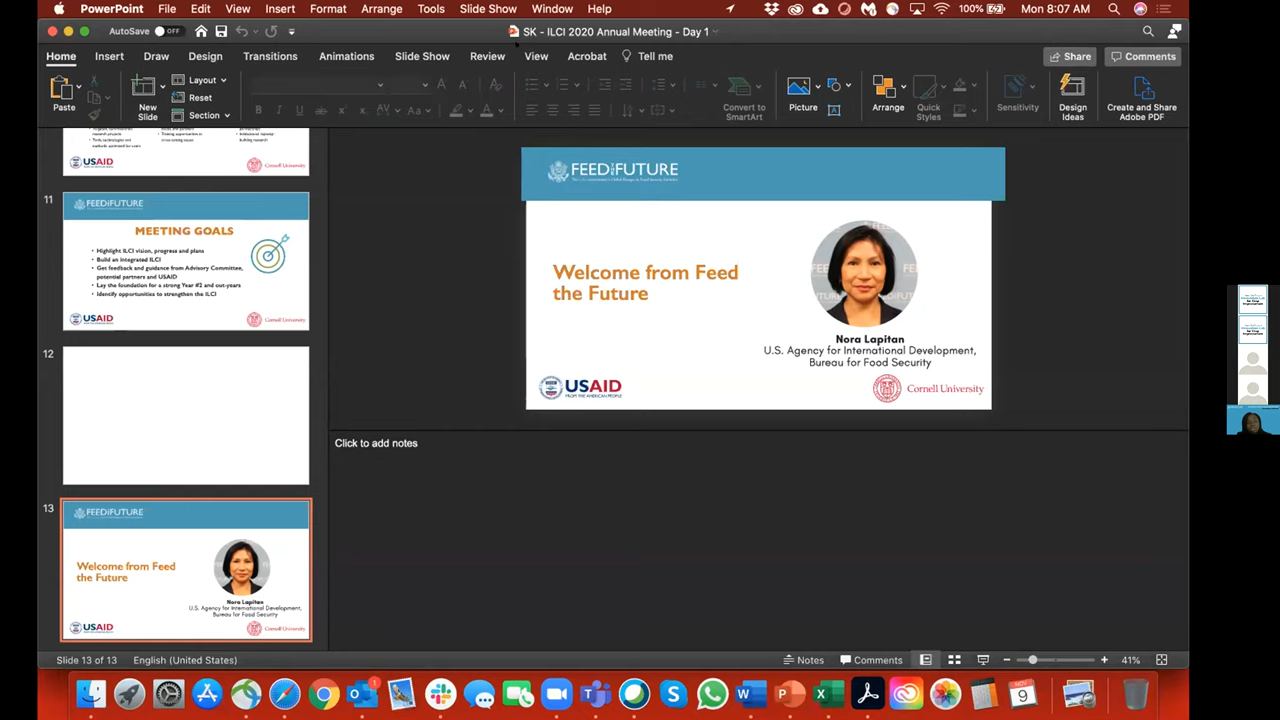 PowerPoint File Edit View Insert Format Arrange Tools Slide Show Window Help
100% Mon 8:07 AM
AutoSave OFF
SK - ILCI 2020 Annual Meeting - Day 1
Home Insert Draw Design Transitions Animations Slide Show Review View Acrobat Tell me
Share Comments
Paste
New Slide
Layout
Reset
Section
Convert to SmartArt
Picture
Arrange
Quick Styles
Sensitivity
Design Ideas
Create and Share Adobe PDF
USAID
Cornell University
11
FEED THE FUTURE
MEETING GOALS
• Highlight ILCI vision, progress and plans
• Build an Integrated ILCI
• Get feedback and guidance from Advisory Committee,
potential partners and USAID
• Lay the foundation for a strong Year #2 and out-years
• Identify opportunities to strengthen the ILCI
USAID
Cornell University
12
13
FEED THE FUTURE
Welcome from Feed
the Future
Nora Lapitan
U.S. Agency for International Development,
Bureau for Food Security
USAID
Cornell University
FEED THE FUTURE
Welcome from Feed
the Future
Nora Lapitan
U.S. Agency for International Development,
Bureau for Food Security
USAID
FROM THE AMERICAN PEOPLE
Cornell University
Click to add notes
Slide 13 of 13 English (United States)
Notes Comments
41%
NOV
9